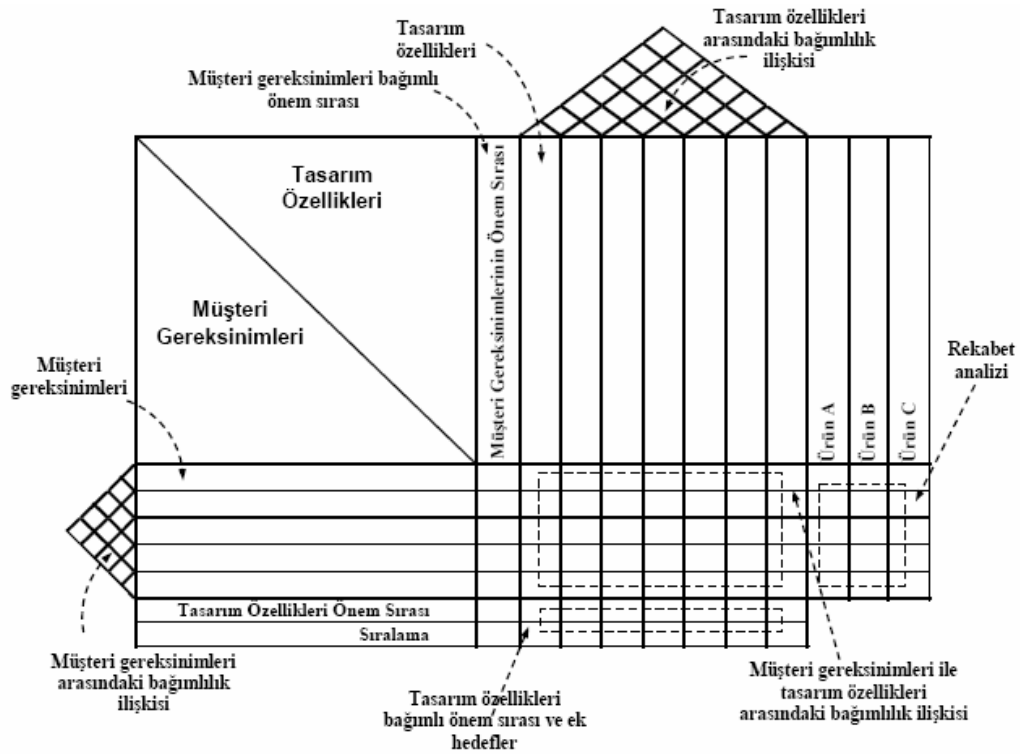 Tasarım
özellikleri
Tasarım özellikleri
arasındaki bağımlılık
ilişkisi
Müşteri gereksinimleri bağımlı
önem sırası
Tasarım
Özellikleri
Müşteri
Gereksinimleri
Müşteri Gereksinimlerinin Önem Sırası
Müşteri
gereksinimleri
Ürün A
Ürün B
Ürün C
Rekabet
analizi
Tasarım Özellikleri Önem Sırası
Sıralama
Müşteri gereksinimleri
arasındaki bağımlılık
ilişkisi
Tasarım özellikleri
bağımlı önem sırası ve ek
hedefler
Müşteri gereksinimleri ile
tasarım özellikleri
arasındaki bağımlılık ilişkisi